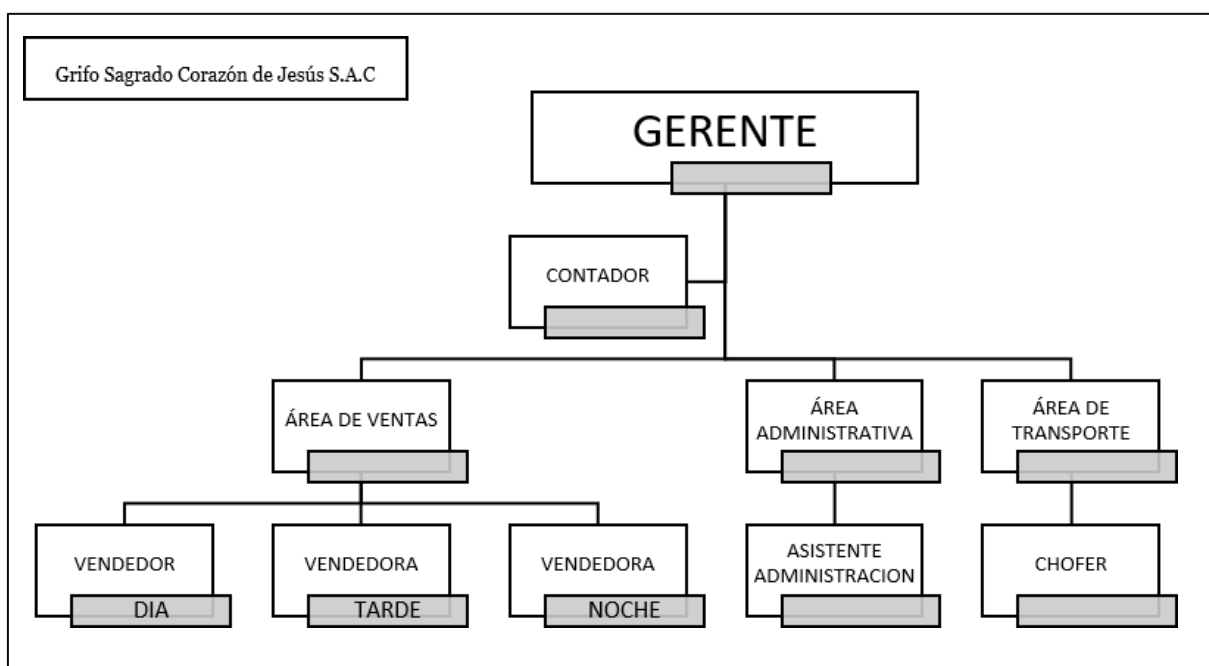 Grifo Sagrado Corazón de Jesús S.A.C
GERENTE
CONTADOR
ÁREA DE VENTAS
ÁREA
ADMINISTRATIVA
ÁREA DE
TRANSPORTE
VENDEDOR
DIA
VENDEDORA
TARDE
VENDEDORA
NOCHE
ASISTENTE
ADMINISTRACION
CHOFER